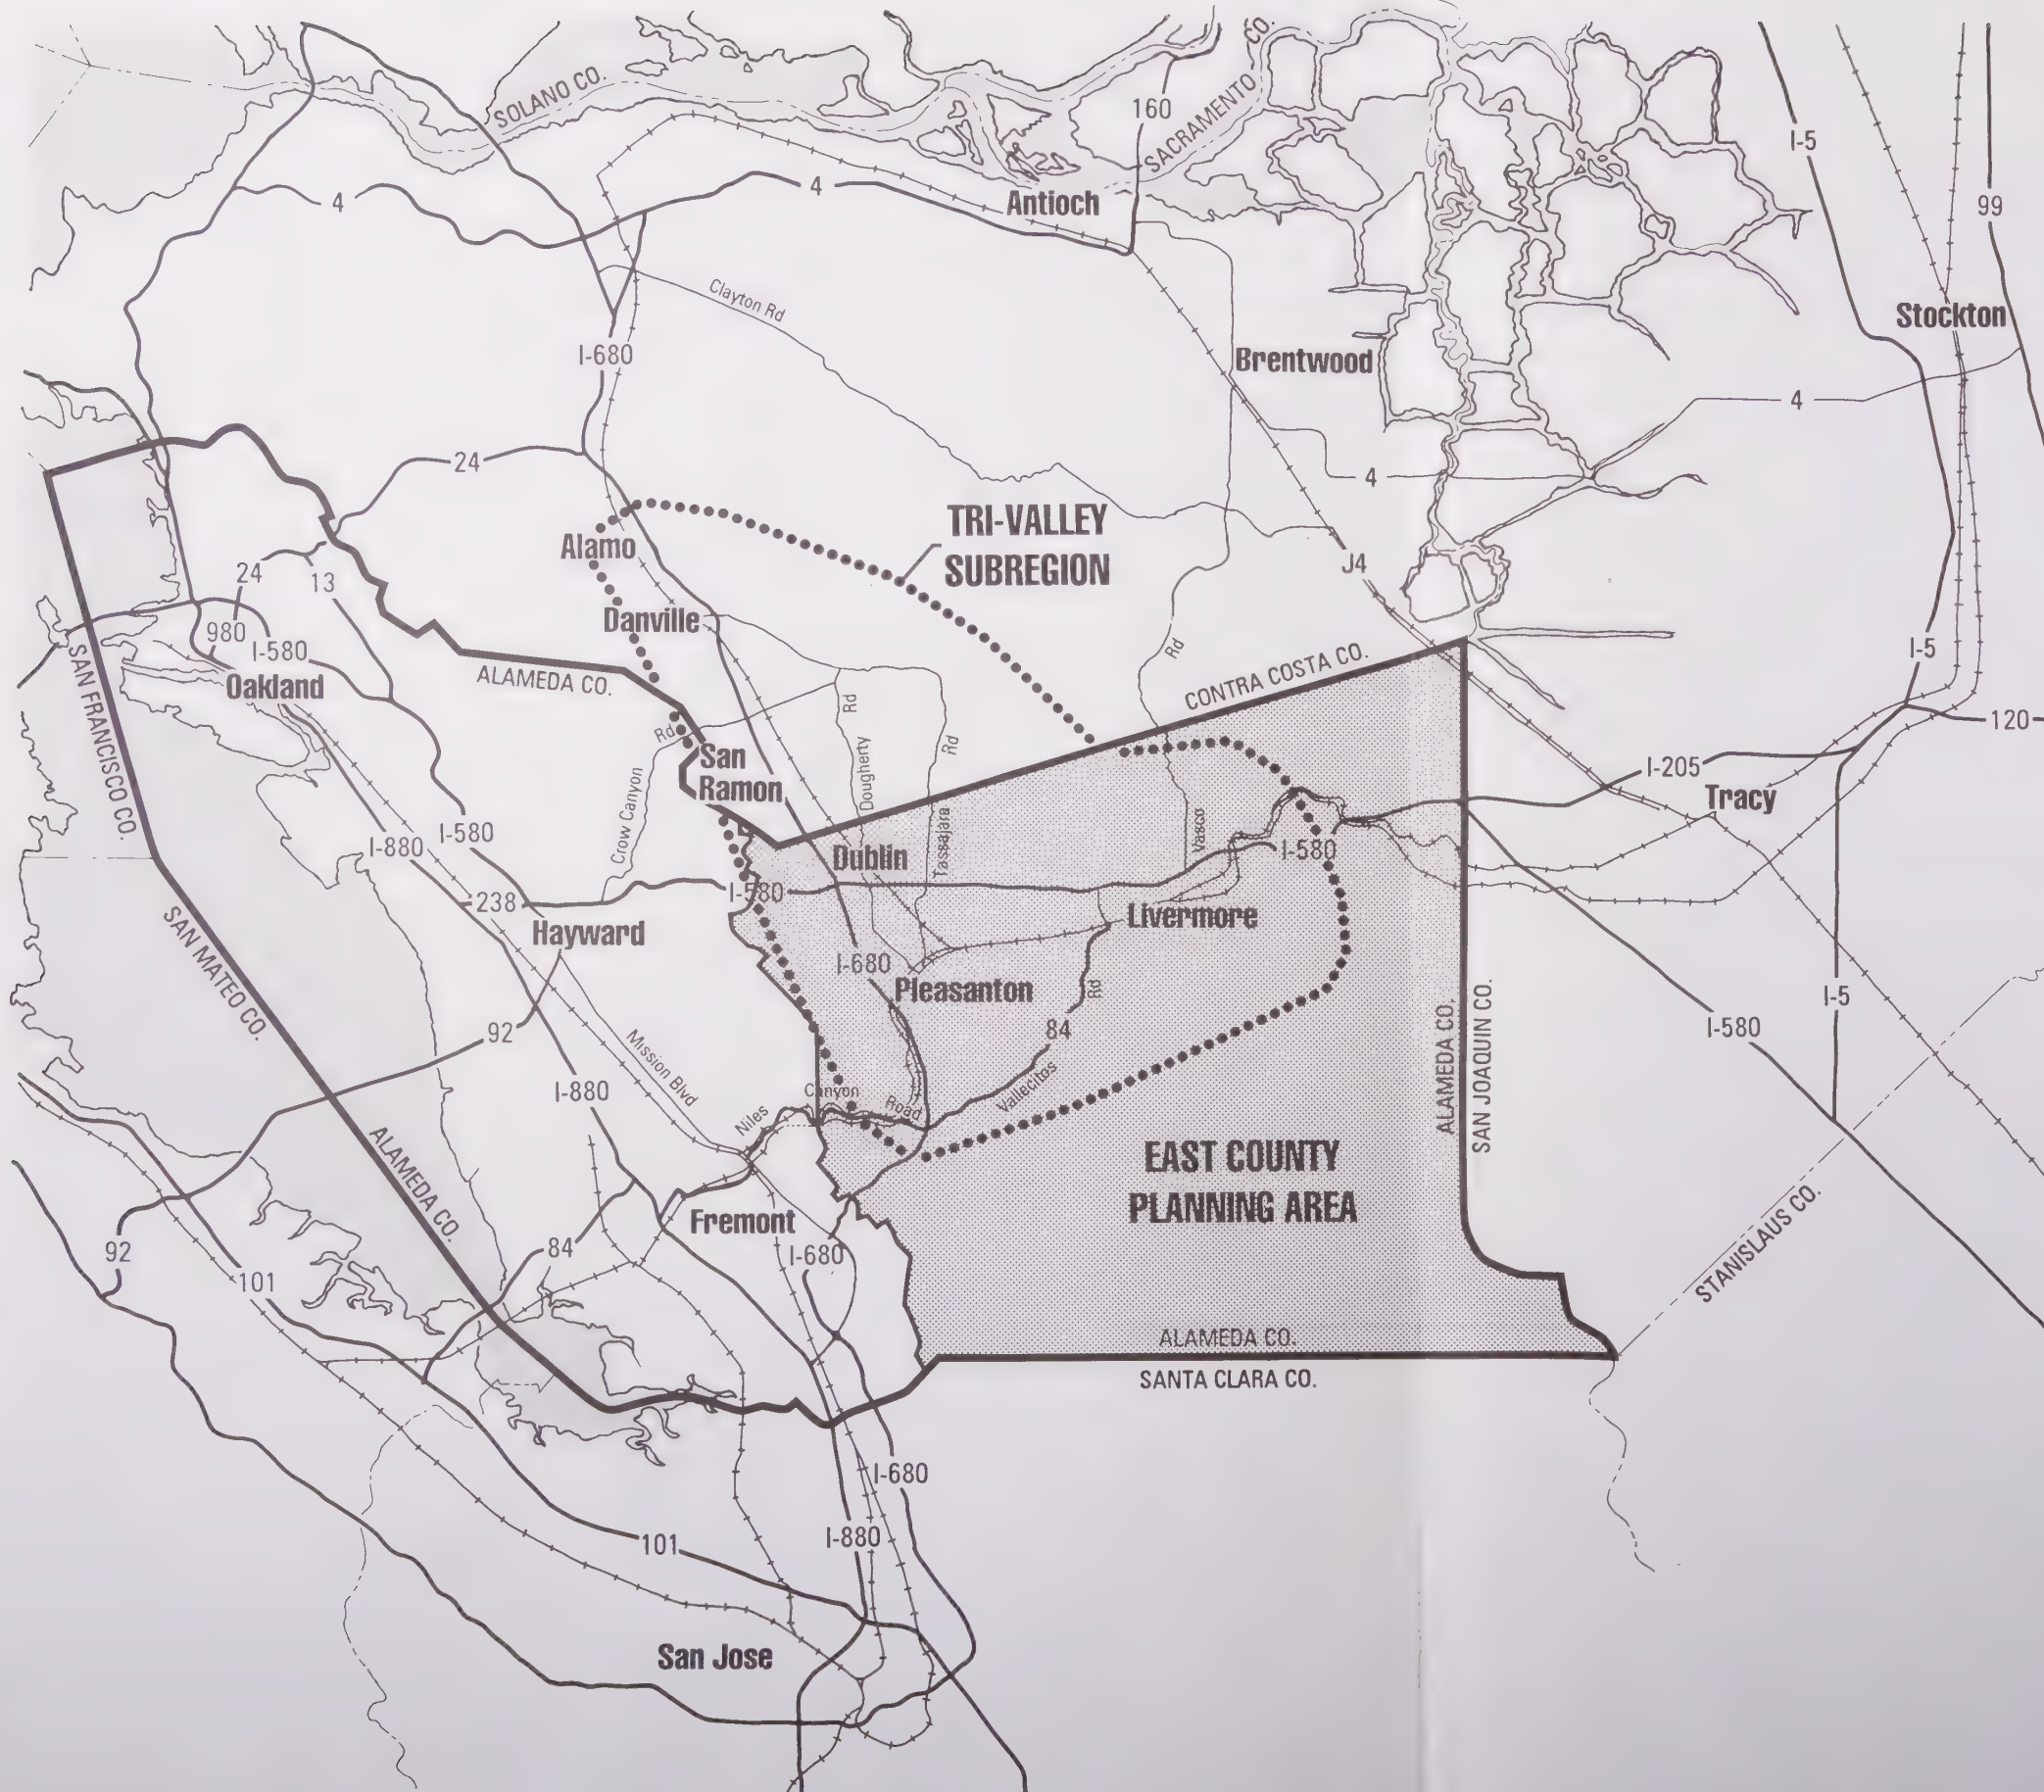 SOLANO CO.
SACRAMENTO CO.
160
I-5
4
4
Antioch
99
Clayton Rd
Stockton
I-680
Brentwood
4
24
4
TRI-VALLEY
SUBREGION
Alamo
J4
24
13
Danville
980
I-580
Rd
I-5
SAN FRANCISCO CO.
Oakland
ALAMEDA CO.
CONTRA COSTA CO.
Rd
120
Rd
San
Ramon
Rd
I-205
Tracy
Dougherty
Crow Canyon
Tassajara
Vasco
I-880
I-580
Dublin
I-580
I-580
238
Hayward
Livermore
SAN MATEO CO.
I-680
Pleasanton
Rd
I-5
I-580
92
84
Mission Blvd
ALAMEDA CO.
SAN JOAQUIN CO.
I-880
Niles
Canyon
Road
Vallecitos
ALAMEDA CO.
EAST COUNTY
PLANNING AREA
Fremont
92
84
I-680
101
STANISLAUS CO.
ALAMEDA CO.
SANTA CLARA CO.
I-680
I-880
101
San Jose